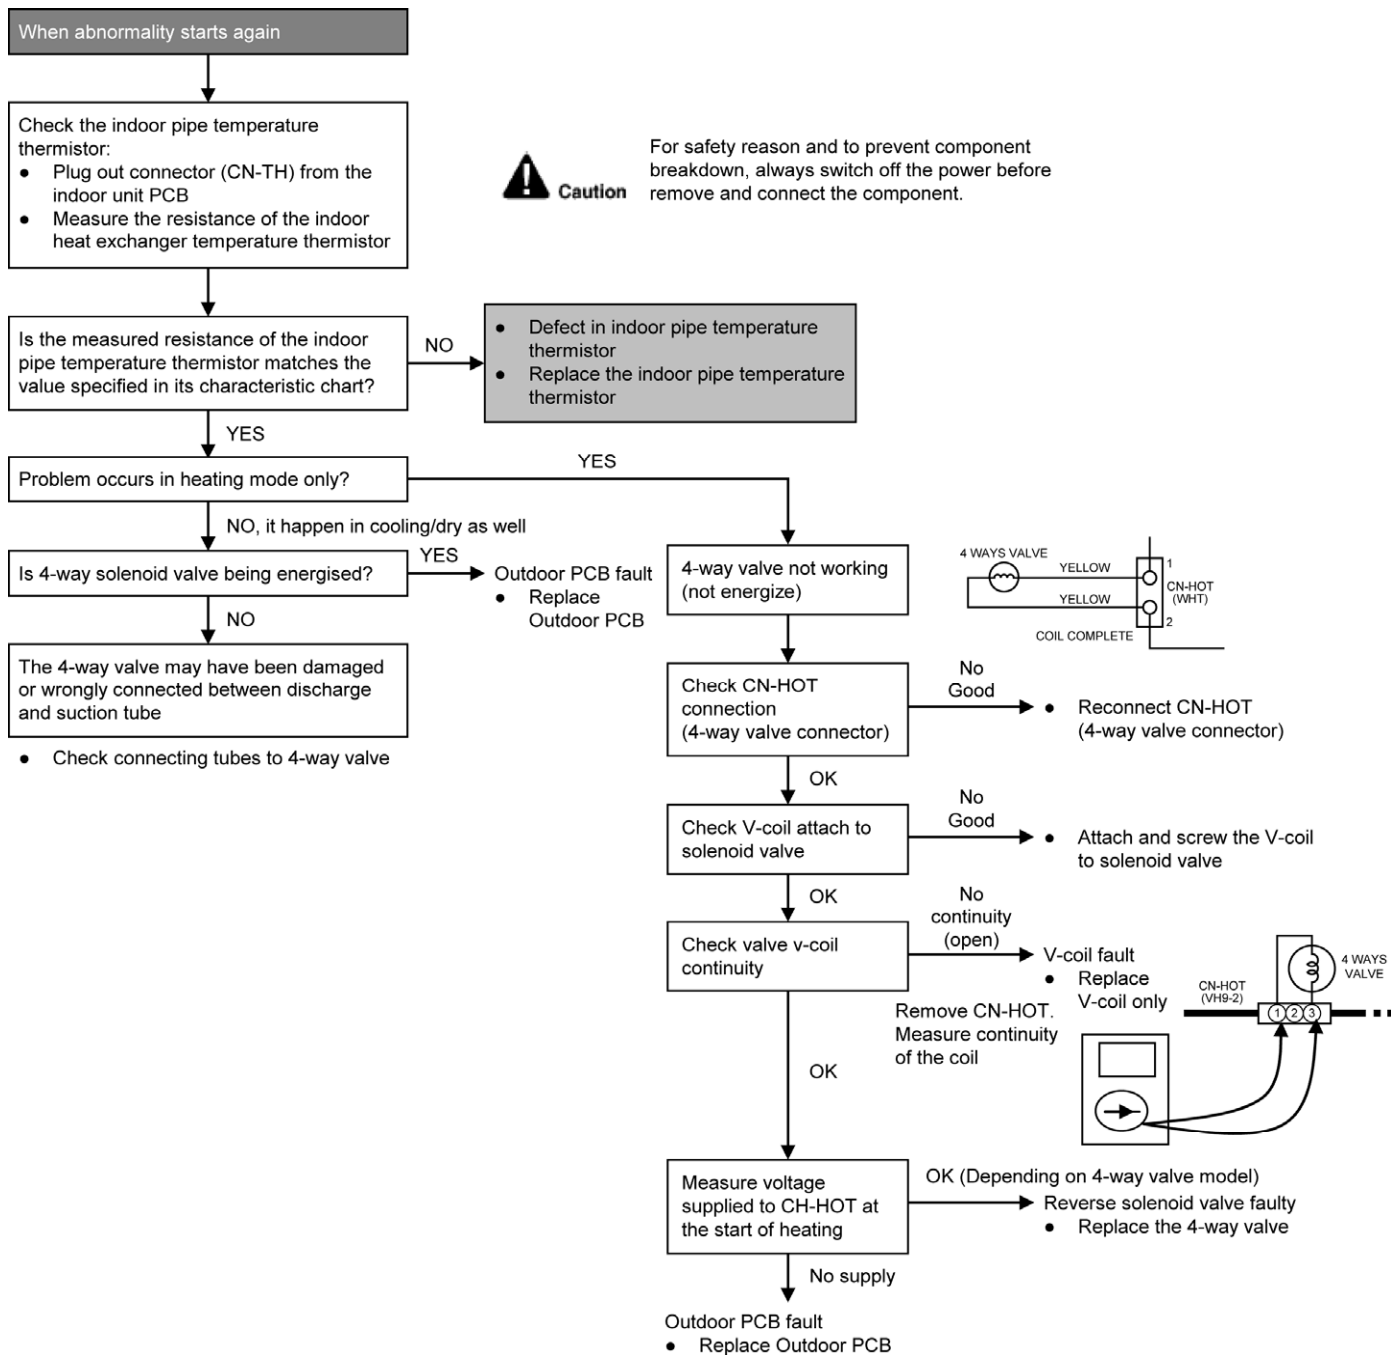 When abnormality starts again
Check the indoor pipe temperature
thermistor:
● Plug out connector (CN-TH) from the
indoor unit PCB
● Measure the resistance of the indoor
heat exchanger temperature thermistor
Caution
For safety reason and to prevent component
breakdown, always switch off the power before
remove and connect the component.
Is the measured resistance of the indoor
pipe temperature thermistor matches the
value specified in its characteristic chart?
NO
● Defect in indoor pipe temperature
thermistor
● Replace the indoor pipe temperature
thermistor
YES
Problem occurs in heating mode only?
YES
NO, it happen in cooling/dry as well
Is 4-way solenoid valve being energised?
YES
Outdoor PCB fault
● Replace
Outdoor PCB
NO
The 4-way valve may have been damaged
or wrongly connected between discharge
and suction tube
● Check connecting tubes to 4-way valve
4-way valve not working
(not energize)
4 WAYS VALVE
YELLOW
YELLOW
1
CN-HOT
(WHT)
2
COIL COMPLETE
Check CN-HOT
connection
(4-way valve connector)
No
Good
● Reconnect CN-HOT
(4-way valve connector)
OK
Check V-coil attach to
solenoid valve
No
Good
● Attach and screw the V-coil
to solenoid valve
OK
Check valve v-coil
continuity
No
continuity
(open)
V-coil fault
● Replace
V-coil only
Remove CN-HOT.
Measure continuity
of the coil
CN-HOT
(VH9-2)
4 WAYS
VALVE
1 2 3
OK
Measure voltage
supplied to CH-HOT at
the start of heating
OK (Depending on 4-way valve model)
Reverse solenoid valve faulty
● Replace the 4-way valve
No supply
Outdoor PCB fault
● Replace Outdoor PCB